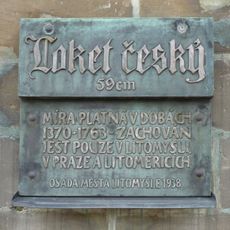 Loket český
59cm
MÍRA PLATNÁ V DOBÁCH
1370-1763-ZACHOVÁN
JEST POUZE V LITOMYŠLI,
V PRAZE A LITOMĚŘICÍCH
OSADA MĚSTA LITOMYŠLE 1938